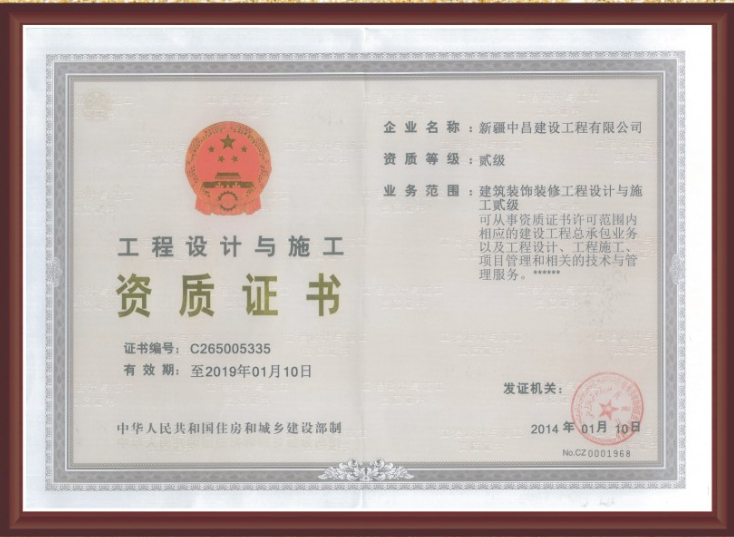 工程设计与施工
资质证书
证书编号: C265005335
有 效 期: 至2019年01月10日
中华人民共和国住房和城乡建设部制
企 业 名 称 : 新疆中昌建设工程有限公司
资 质 等 级 : 贰级
业 务 范 围 : 建筑装饰装修工程设计与施
工贰级
可从事资质证书许可范围内
相应的建设工程总承包业务
以及工程设计、工程施工、
项目管理和相关的技术与管
理服务。******
发证机关:
2014 年 01月 10日
No.CZ0001968